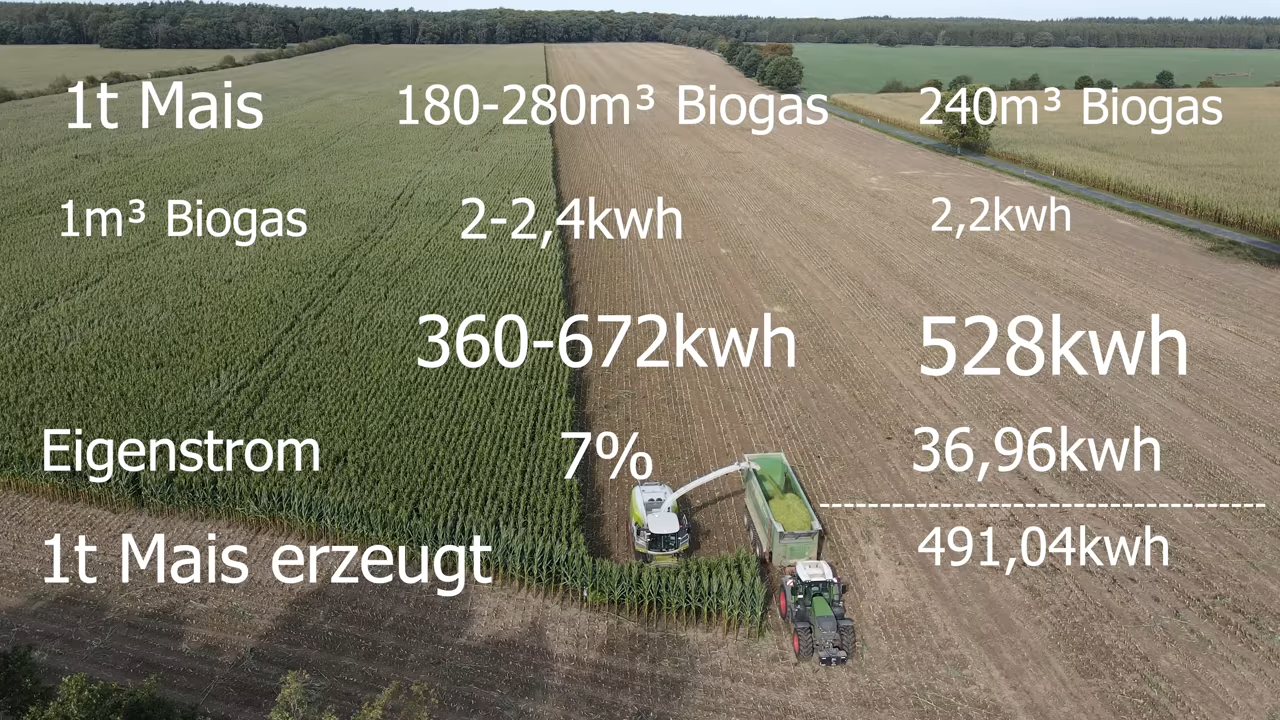 1t Mais 180-280m³ Biogas 240m³ Biogas
1m³ Biogas 2-2,4kwh 2,2kwh
360-672kwh 528kwh
Eigenstrom 7% 36,96kwh
1t Mais erzeugt 491,04kwh